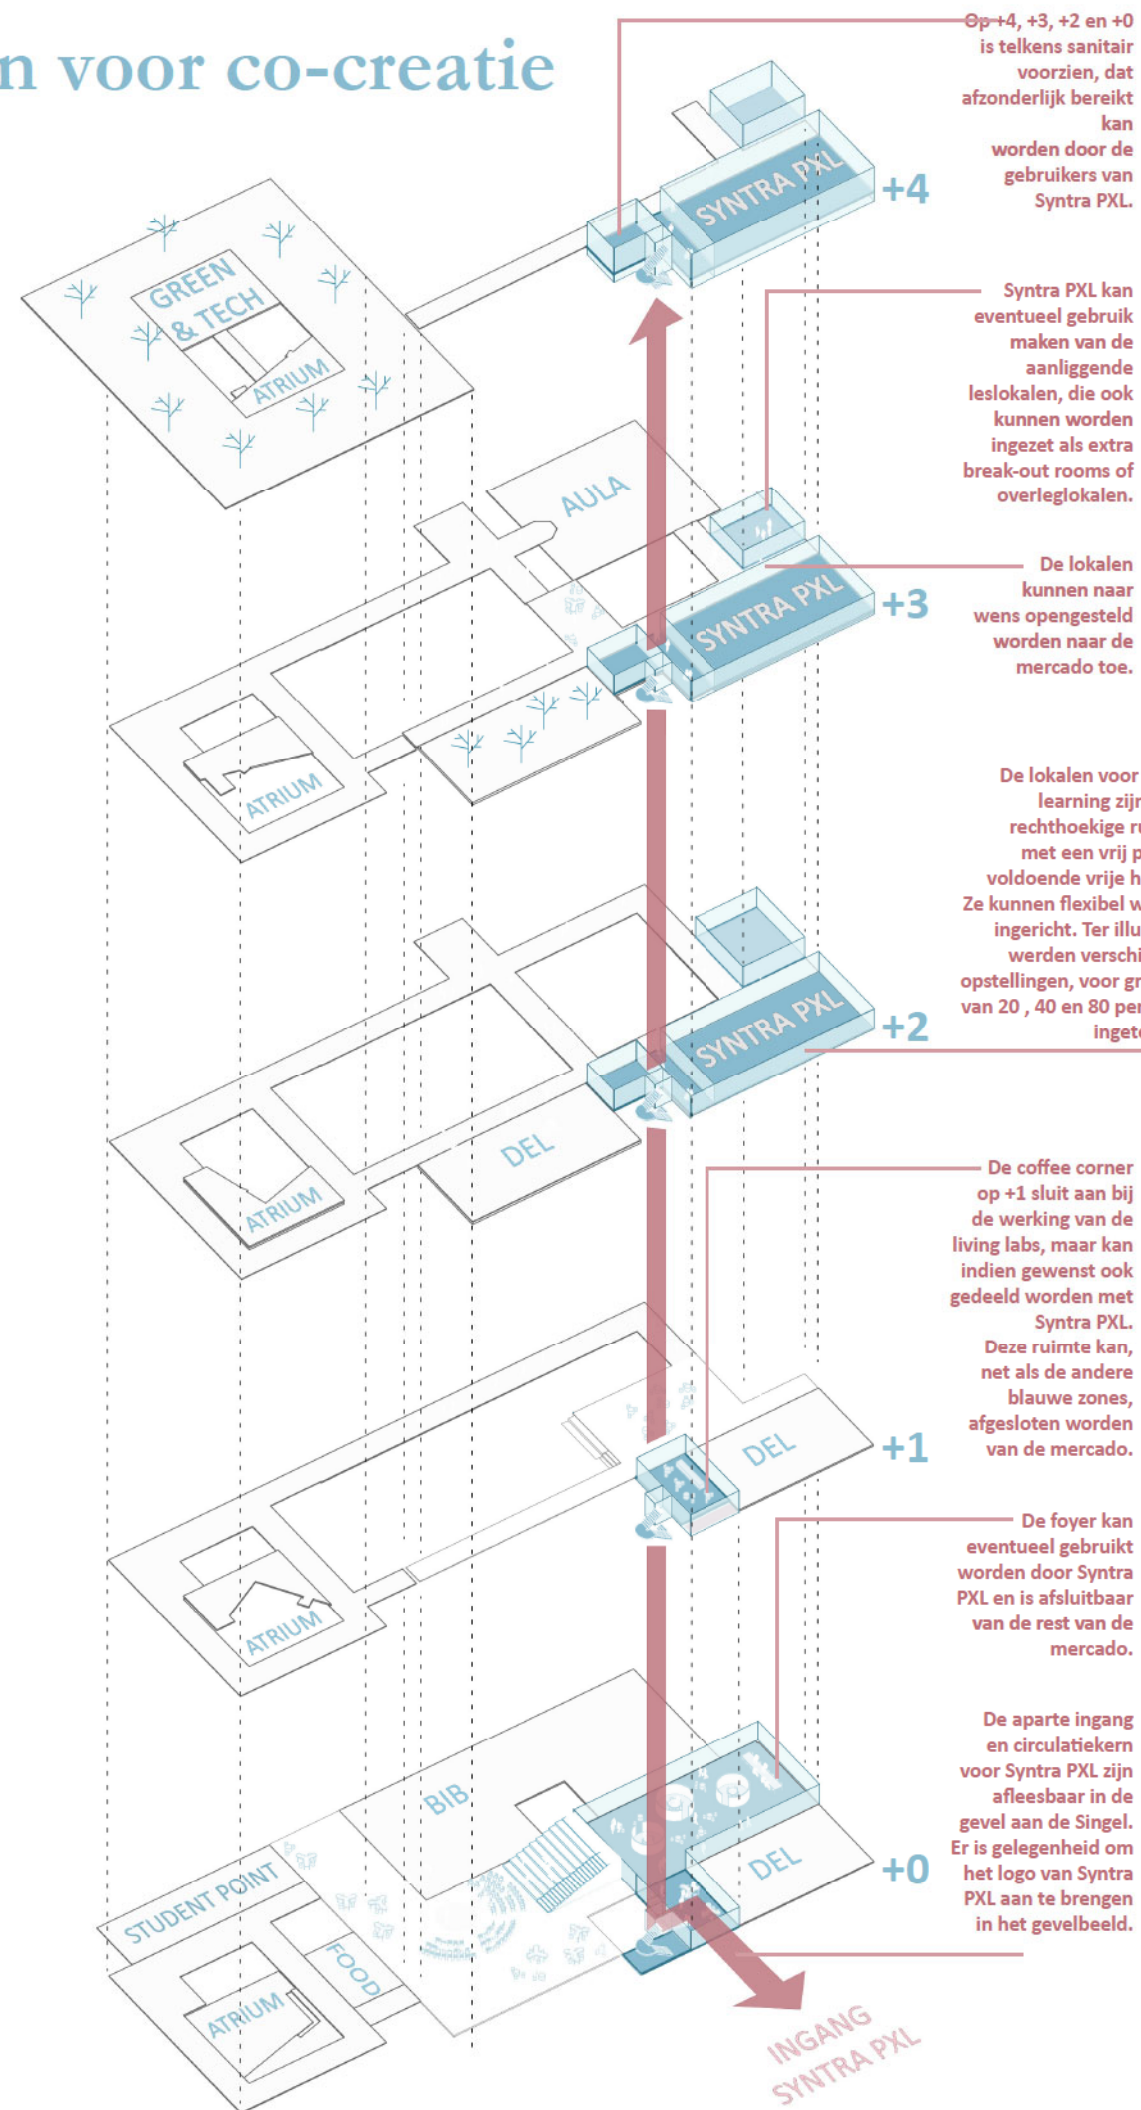 n voor co-creatie
Op +4, +3, +2 en +0
is telkens sanitair
voorzien, dat
afzonderlijk bereikt
kan
worden door de
gebruikers van
Syntra PXL.
SYNTRA PXL
+4
GREEN
& TECH
ATRIUM
Syntra PXL kan
eventueel gebruik
maken van de
aanliggende
leslokalen, die ook
kunnen worden
ingezet als extra
break-out rooms of
overleglokalen.
AULA
SYNTRA PXL
+3
ATRIUM
De lokalen
kunnen naar
wens opengesteld
worden naar de
mercado toe.
De lokalen voor
learning zijn
rechthoekige ru
met een vrij p
voldoende vrije h
Ze kunnen flexibel w
ingericht. Ter illu
werden verschi
opstellingen, voor gr
van 20 , 40 en 80 per
ingete
SYNTRA PXL
+2
DEL
ATRIUM
De coffee corner
op +1 sluit aan bij
de werking van de
living labs, maar kan
indien gewenst ook
gedeeld worden met
Syntra PXL.
Deze ruimte kan,
net als de andere
blauwe zones,
afgesloten worden
van de mercado.
DEL
+1
ATRIUM
De foyer kan
eventueel gebruikt
worden door Syntra
PXL en is afsluitbaar
van de rest van de
mercado.
De aparte ingang
en circulatiekern
voor Syntra PXL zijn
afleesbaar in de
gevel aan de Singel.
Er is gelegenheid om
het logo van Syntra
PXL aan te brengen
in het gevelbeeld.
BIB
DEL
+0
STUDENT POINT
FOOD
ATRIUM
INGANG
SYNTRA PXL